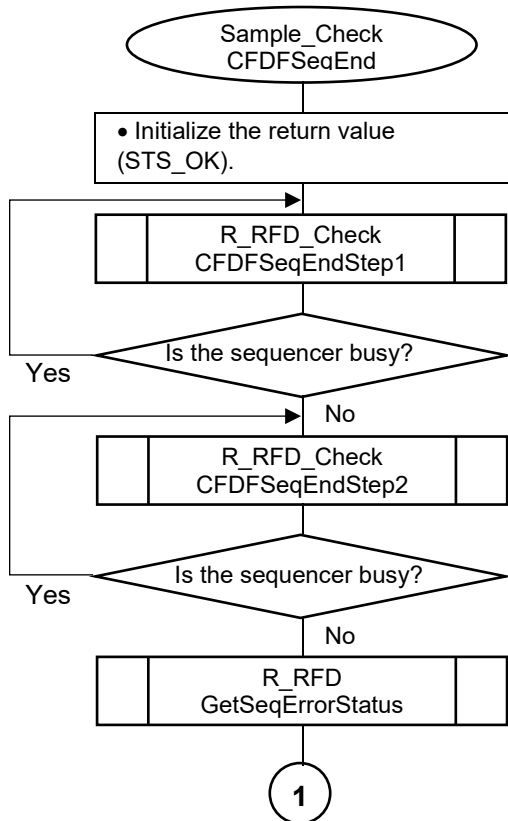 Sample_Check
CFDFSeqEnd
• Initialize the return value
(STS_OK).
R_RFD_Check
CFDFSeqEndStep1
Is the sequencer busy?
Yes
No
R_RFD_Check
CFDFSeqEndStep2
Is the sequencer busy?
Yes
No
R_RFD
GetSeqErrorStatus
1